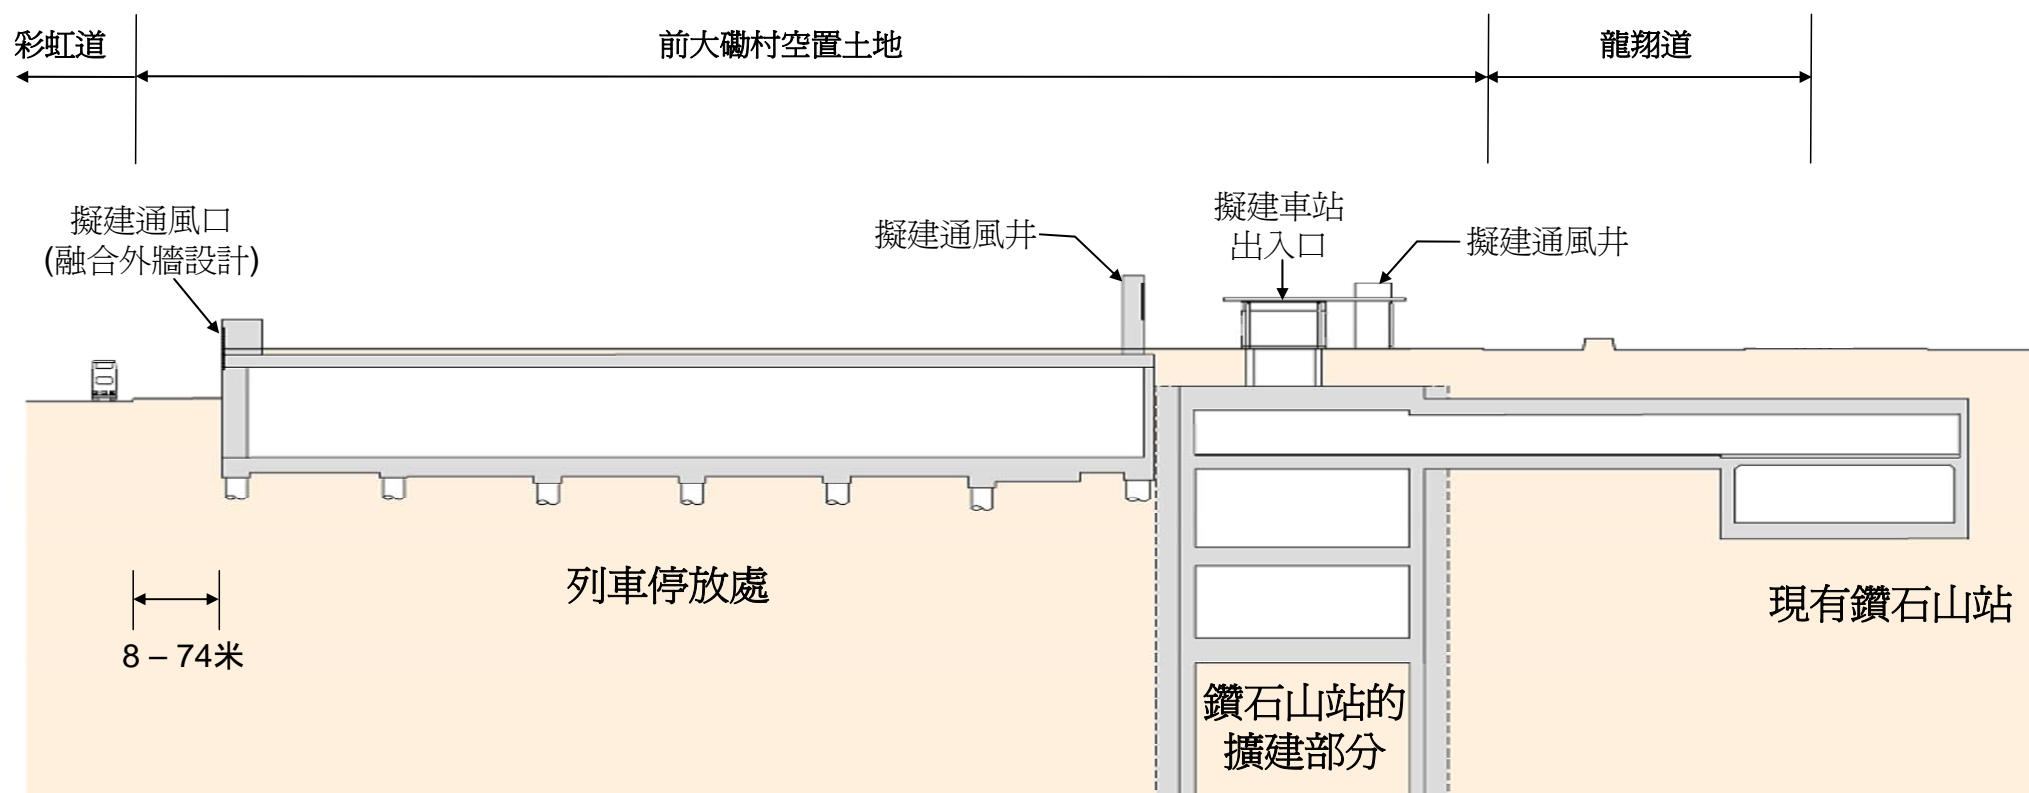 彩虹道
前大磡村空置土地
龍翔道
擬建通風口
(融合外牆設計)
擬建通風井
擬建車站
出入口
擬建通風井
列車停放處
現有鑽石山站
8 – 74米
鑽石山站的
擴建部分